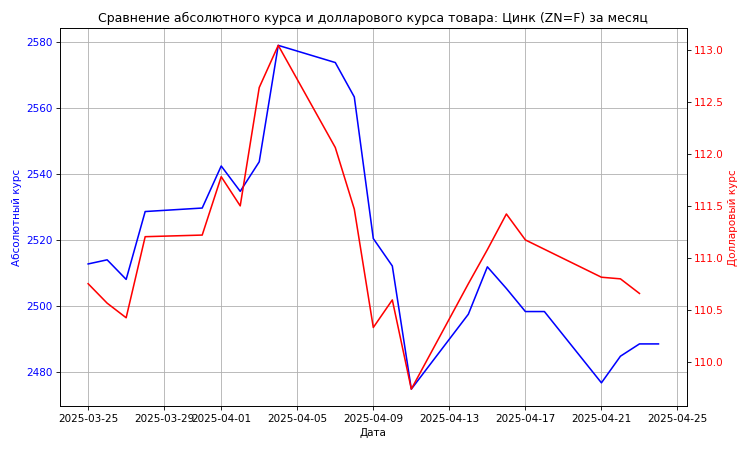 Сравнение абсолютного курса и долларового курса товара: Цинк (ZN=F) за месяц
2580
2560
2540
2520
2500
2480
Абсолютный курс
113.0
112.5
112.0
111.5
111.0
110.5
110.0
Долларовый курс
2025-03-25 2025-03-29 2025-04-01 2025-04-05 2025-04-09 2025-04-13 2025-04-17 2025-04-21 2025-04-25
Дата